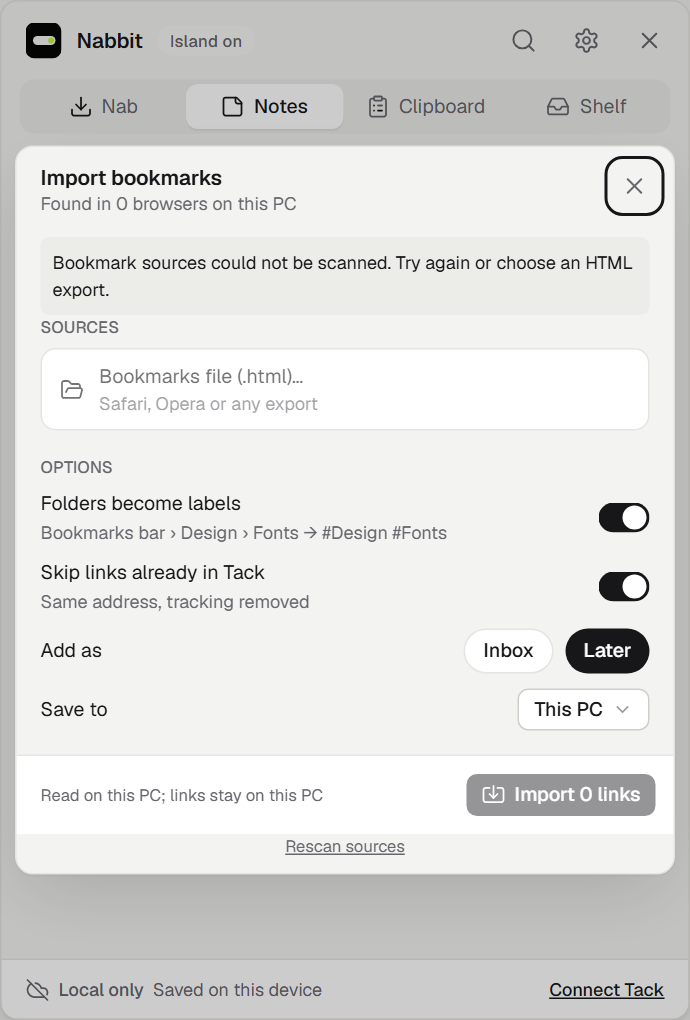 Nabbit
Island on
Nab
Notes
Clipboard
Shelf
Import bookmarks
Found in 0 browsers on this PC
Bookmark sources could not be scanned. Try again or choose an HTML
export.
SOURCES
Bookmarks file (.html)…
Safari, Opera or any export
OPTIONS
Folders become labels
Bookmarks bar › Design › Fonts → #Design #Fonts
Skip links already in Tack
Same address, tracking removed
Add as
Inbox
Later
Save to
This PC
Read on this PC; links stay on this PC
Import 0 links
Rescan sources
Local only Saved on this device
Connect Tack